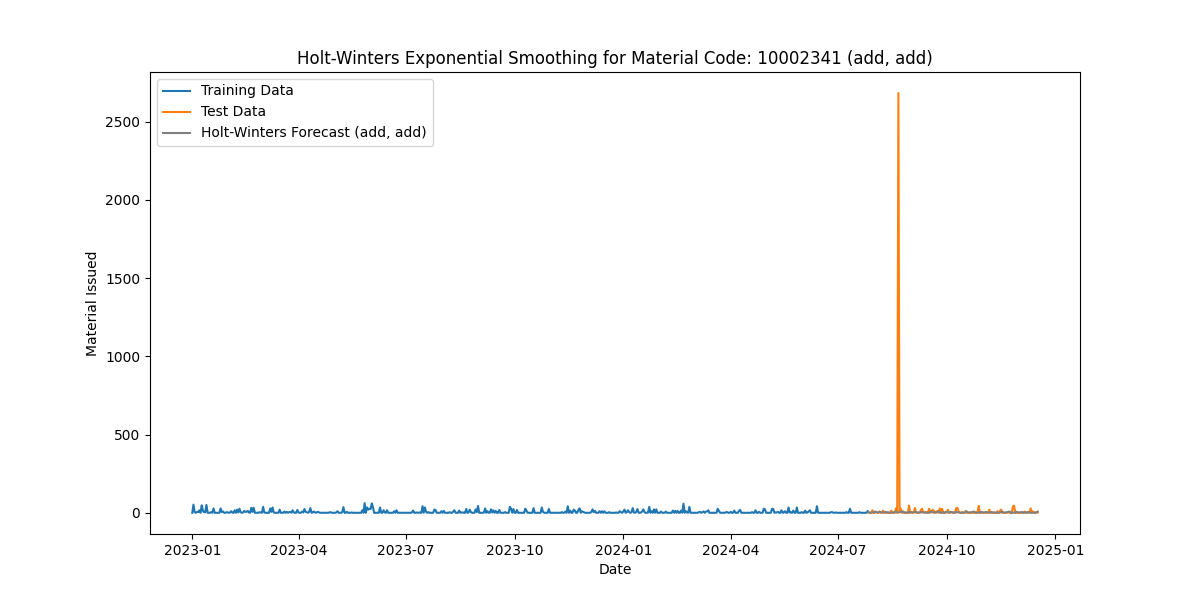 Holt-Winters Exponential Smoothing for Material Code: 10002341 (add, add)
Training Data
Test Data
Holt-Winters Forecast (add, add)
Material Issued
2500
2000
1500
1000
500
0
2023-01 2023-04 2023-07 2023-10 2024-01 2024-04 2024-07 2024-10 2025-01
Date